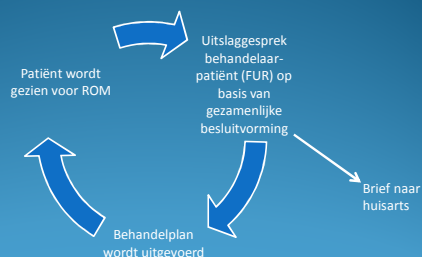 Patiënt wordt
gezien voor ROM
Uitslaggesprek
behandelaar-
patiënt (FUR) op
basis van
gezamenlijke
besluitvorming
Brief naar
huisarts
Behandelplan
wordt uitgevoerd